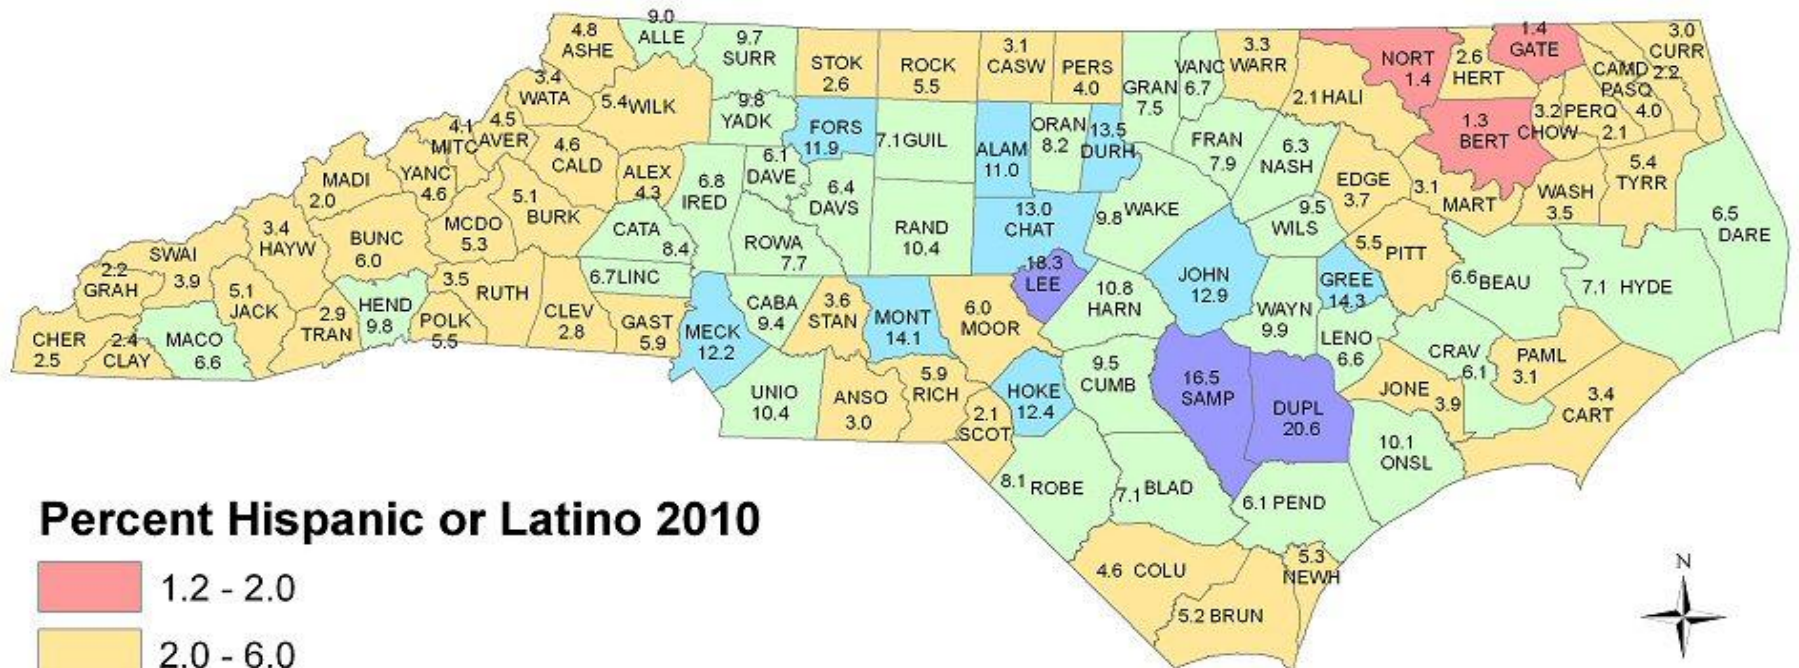 9.0
ALLE
4.8
ASHE
9.7
SURR
STOK
2.6
ROCK
5.5
3.1
CASW
PERS
4.0
GRAN
7.5
VANC
6.7
3.3
WARR
NORT
1.4
2.6
HERT
1.4
GATE
3.0
CURR
CAMD
2.2
PASQ
4.0
3.4
WATA
5.4 WILK
9.8
YADK
FORS
11.9
7.1 GUIL
ALAM
11.0
ORAN
8.2
13.5
DURH
FRAN
7.9
6.3
NASH
2.1 HALI
1.3
BERT
3.2
CHOW
PERQ
2.1
4.1
MITC
4.5
AVER
4.6
CALD
ALEX
4.3
6.8
IRED
6.1
DAVE
6.4
DAVS
RAND
10.4
13.0
CHAT
9.8 WAKE
9.5
WILS
EDGE
3.7
3.1
MART
WASH
3.5
5.4
TYRR
6.5
DARE
MADI
2.0
YANC
4.6
MCDO
5.3
5.1
BURK
CATA
8.4
ROWA
7.7
3.4
HAYW
BUNC
6.0
SWAI
3.9
2.2
GRAH
5.1
JACK
2.9
TRAN
HEND
9.8
3.5 RUTH
POLK
5.5
CLEV
2.8
6.7 LINC
GAST
5.9
MECK
12.2
CABA
9.4
3.6
STAN
MONT
14.1
6.0
MOOR
18.3
LEE
10.8
HARN
JOHN
12.9
WAYN
9.9
GREE
14.3
5.5 PITT
6.6 BEAU
7.1 HYDE
CHER
2.5
2.4
CLAY
MACO
6.6
UNIO
10.4
ANSO
3.0
5.9
RICH
2.1
SCOT
HOKE
12.4
9.5
CUMB
16.5
SAMP
DUPL
20.6
LENO
6.6
JONE
3.9
CRAV
6.1
PAML
3.1
3.4
CART
10.1
ONSL
8.1 ROBE
7.1 BLAD
6.1 PEND
4.6 COLU
5.2 BRUN
5.3
NEWH
Percent Hispanic or Latino 2010
1.2 - 2.0
2.0 - 6.0
N